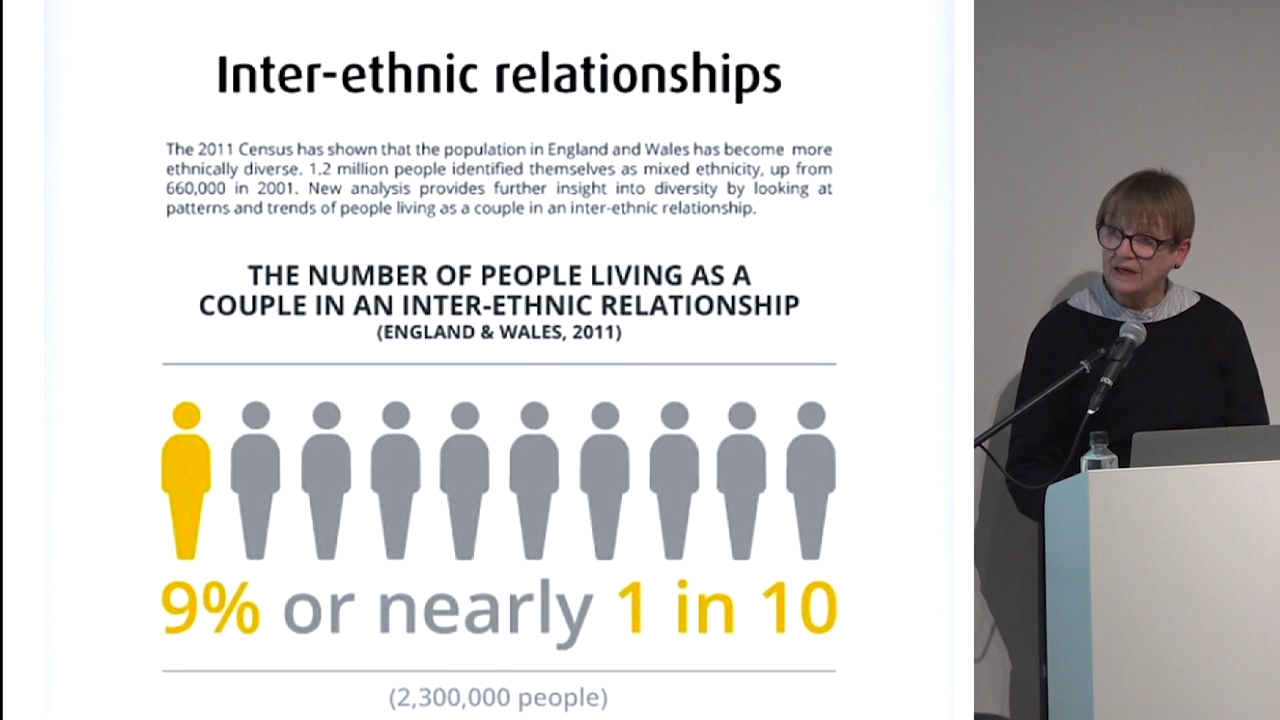 Inter-ethnic relationships
The 2011 Census has shown that the population in England and Wales has become more
ethnically diverse. 1.2 million people identified themselves as mixed ethnicity, up from
660,000 in 2001. New analysis provides further insight into diversity by looking at
patterns and trends of people living as a couple in an inter-ethnic relationship.
THE NUMBER OF PEOPLE LIVING AS A
COUPLE IN AN INTER-ETHNIC RELATIONSHIP
(ENGLAND & WALES, 2011)
9% or nearly 1 in 10
(2,300,000 people)